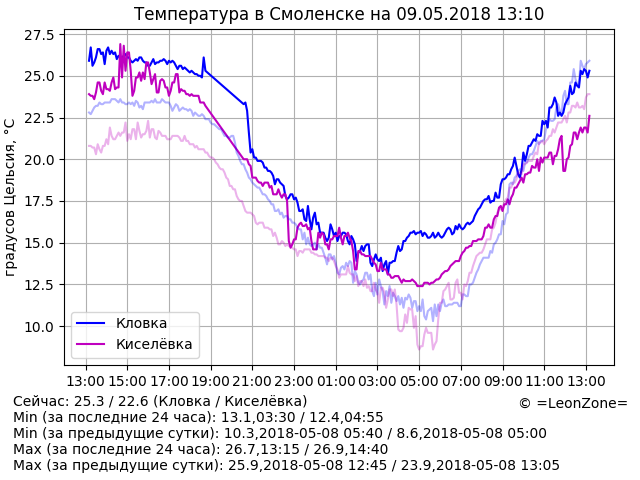 Температура в Смоленске на 09.05.2018 13:10
градусов Цельсия, °C
27.5
25.0
22.5
20.0
17.5
15.0
12.5
10.0
Кловка
Киселёвка
13:00 15:00 17:00 19:00 21:00 23:00 01:00 03:00 05:00 07:00 09:00 11:00 13:00
Сейчас: 25.3 / 22.6 (Кловка / Киселёвка)
© =LeonZone=
Min (за последние 24 часа): 13.1,03:30 / 12.4,04:55
Min (за предыдущие сутки): 10.3,2018-05-08 05:40 / 8.6,2018-05-08 05:00
Max (за последние 24 часа): 26.7,13:15 / 26.9,14:40
Max (за предыдущие сутки): 25.9,2018-05-08 12:45 / 23.9,2018-05-08 13:05